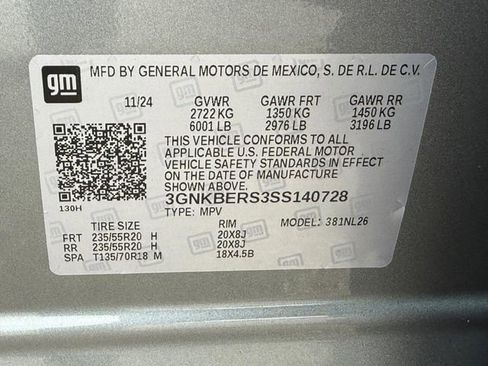 gm
MFD BY GENERAL MOTORS DE MEXICO, S. DE R.L. DE C.V.
11/24 GVWR GAWR FRT GAWR RR
2722 KG 1350 KG 1450 KG
6001 LB 2976 LB 3196 LB
THIS VEHICLE CONFORMS TO ALL
APPLICABLE U.S. FEDERAL MOTOR
VEHICLE SAFETY STANDARDS IN EFFECT
ON THE DATE OF MANUFACTURE
SHOWN ABOVE.
130H
3GNKBERS3SS140728
TYPE: MPV MODEL: 381NL26
TIRE SIZE RIM
FRT 235/55R20 H 20X8J
RR 235/55R20 H 20X8J
SPA T135/70R18 M 18X4.5B